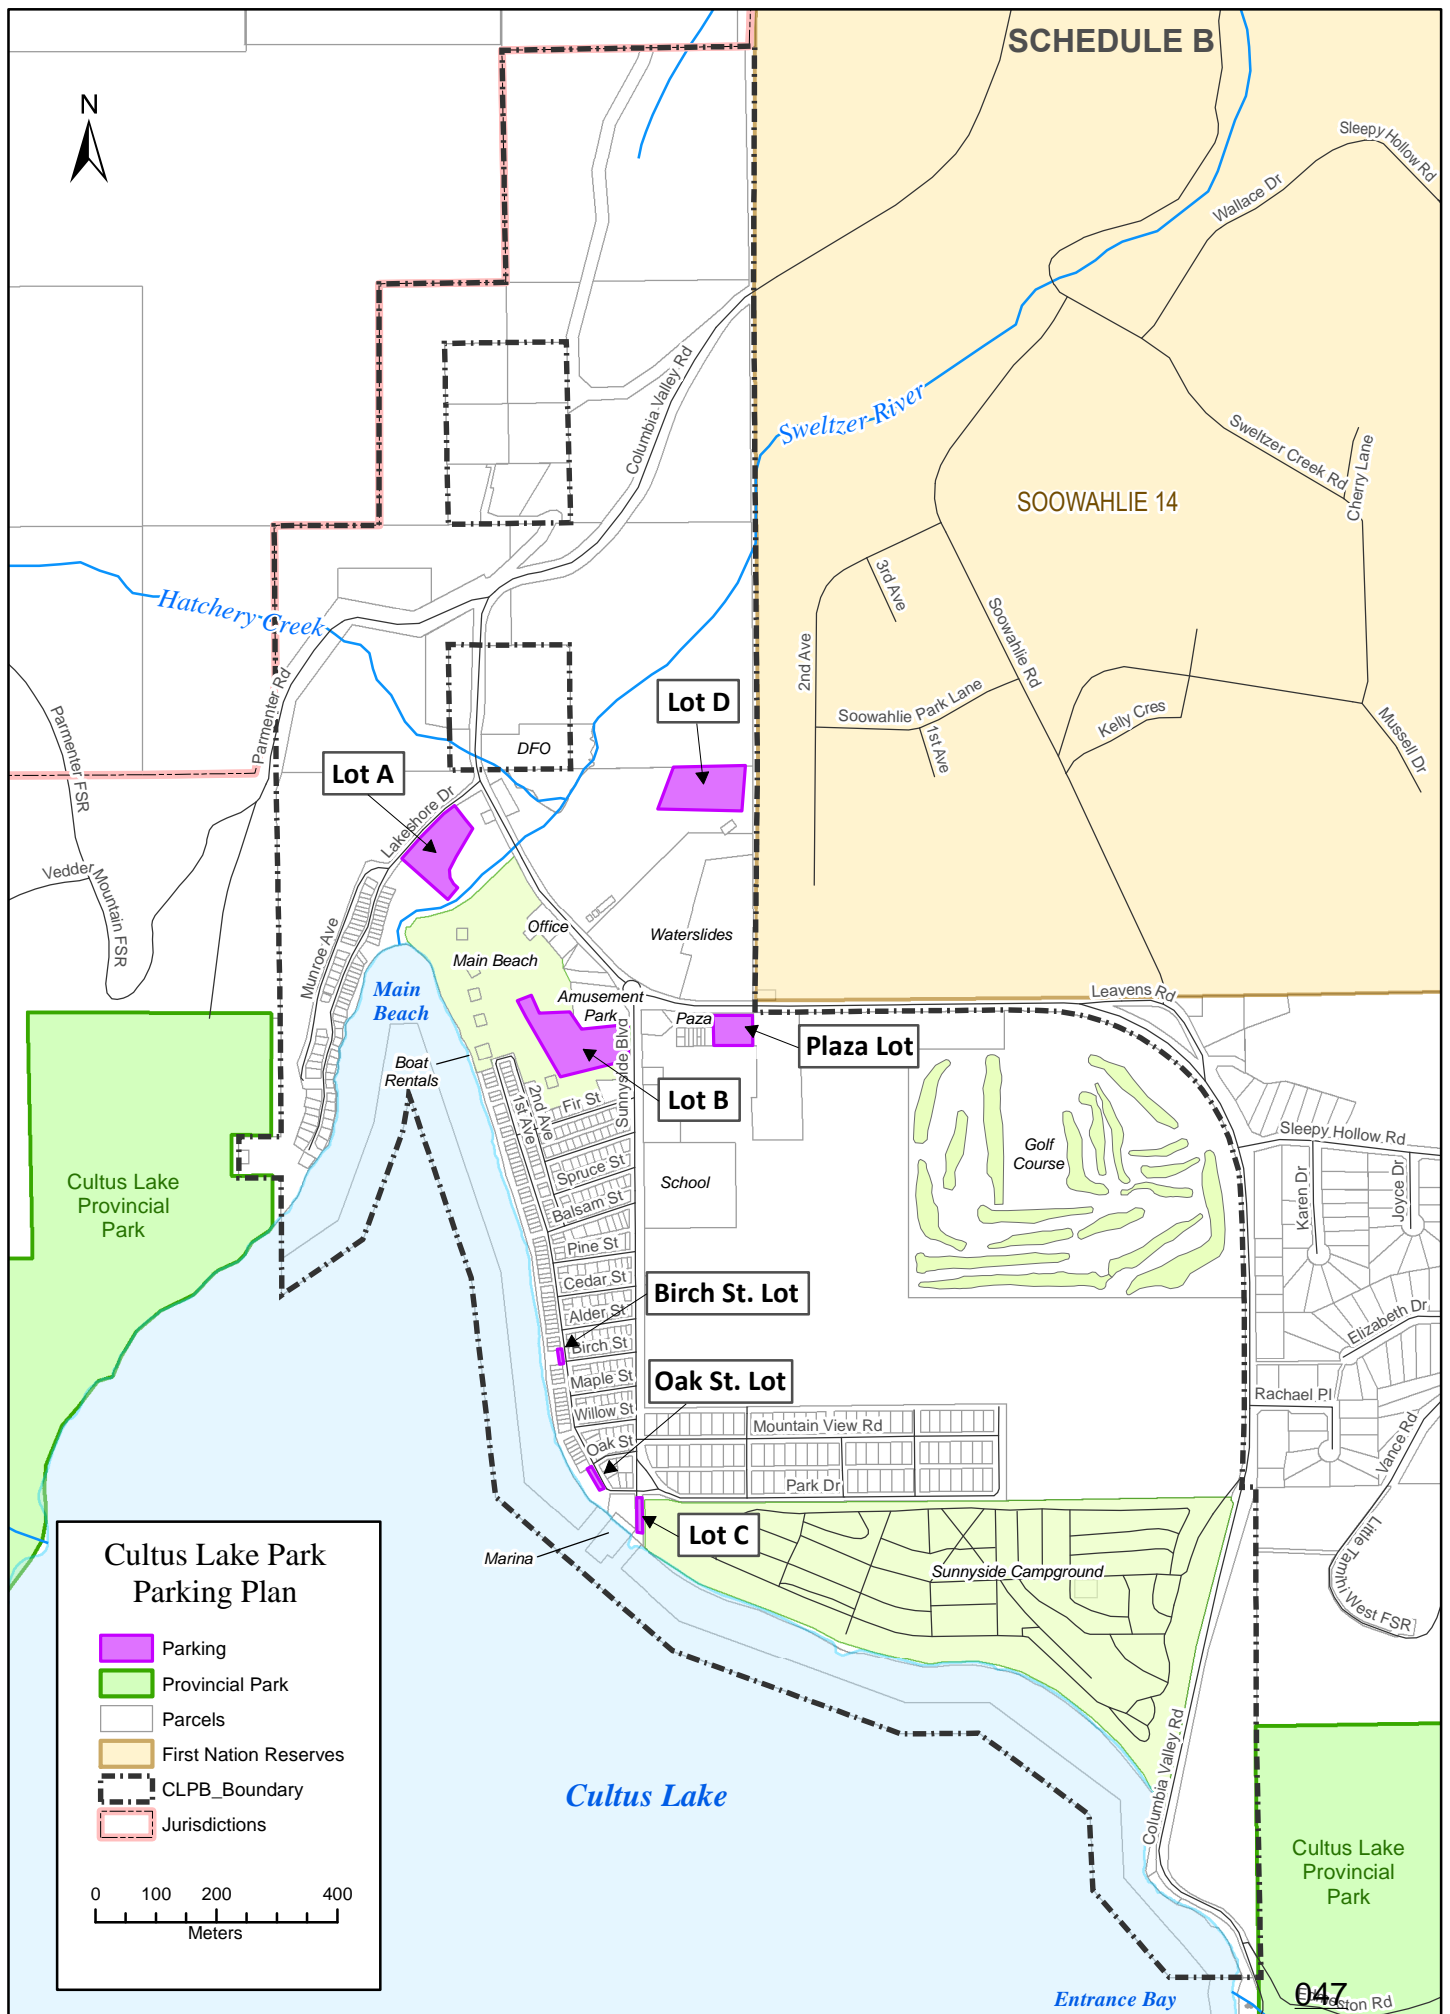 SCHEDULE B
N
Sleepy Hollow Rd
Wallace Dr
Columbia Valley Rd
Sweltzer River
Sweltzer Creek Rd
Cherry Lane
SOOWAHLIE 14
Hatchery Creek
3rd Ave
Soowahlie Rd
2nd Ave
Parmenter Rd
Soowahlie Park Lane
Kelly Cres
1st Ave
Mussell Dr
Parmenter FSR
Lot D
DFO
Lot A
Lakeshore Dr
Vedder Mountain FSR
Munroe Ave
Office
Waterslides
Main Beach
Main
Beach
Amusement
Park
Paza
Leavens Rd
Plaza Lot
Sunnyside Blvd
Boat
Rentals
Lot B
2nd Ave
1st Ave
Fir St
Sleepy Hollow Rd
Golf
Course
Spruce St
School
Karen Dr
Joyce Dr
Cultus Lake
Provincial
Park
Balsam St
Pine St
Cedar St
Birch St. Lot
Alder St
Elizabeth Dr
Birch St
Maple St
Oak St. Lot
Rachael Pl
Willow St
Mountain View Rd
Oak St
Vance Rd
Park Dr
Lot C
Marina
Sunnyside Campground
Little Tamihi West FSR
Cultus Lake Park
Parking Plan
Parking
Provincial Park
Parcels
First Nation Reserves
CLPB_Boundary
Jurisdictions
0 100 200 400
Meters
Columbia Valley Rd
Cultus Lake
Cultus Lake
Provincial
Park
Entrance Bay
047